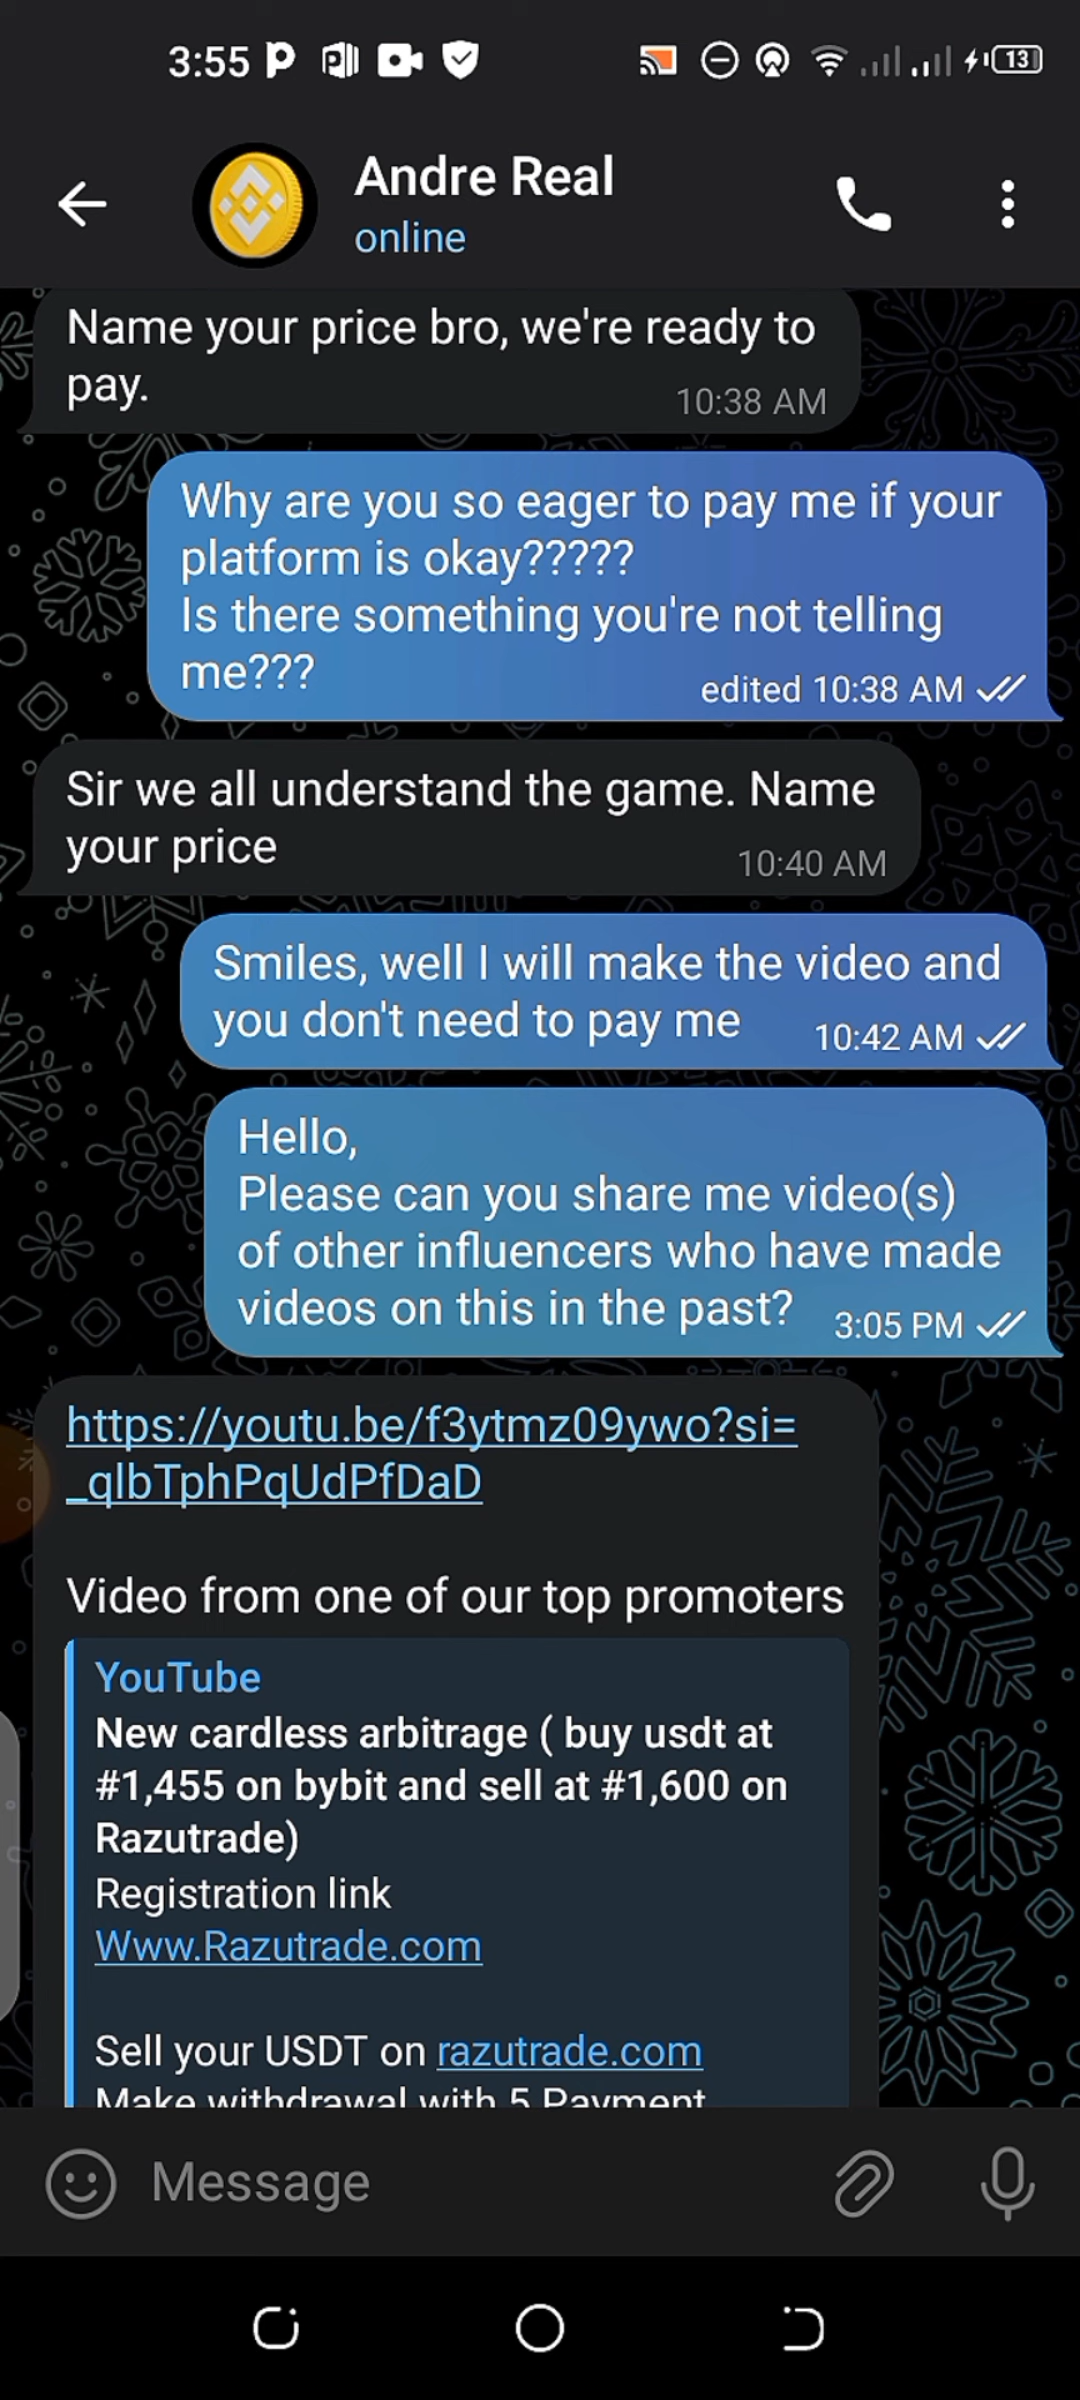 3:55
13
Andre Real
online
Name your price bro, we're ready to
pay.
10:38 AM
Why are you so eager to pay me if your
platform is okay?????
Is there something you're not telling
me???
edited 10:38 AM
Sir we all understand the game. Name
your price
10:40 AM
Smiles, well I will make the video and
you don't need to pay me
10:42 AM
Hello,
Please can you share me video(s)
of other influencers who have made
videos on this in the past?
3:05 PM
https://youtu.be/f3ytmz09ywo?si=
_qlbTphPqUdPfDaD
Video from one of our top promoters
YouTube
New cardless arbitrage ( buy usdt at
#1,455 on bybit and sell at #1,600 on
Razutrade)
Registration link
Www.Razutrade.com
Sell your USDT on razutrade.com
Make withdrawal with 5 Payment
Message